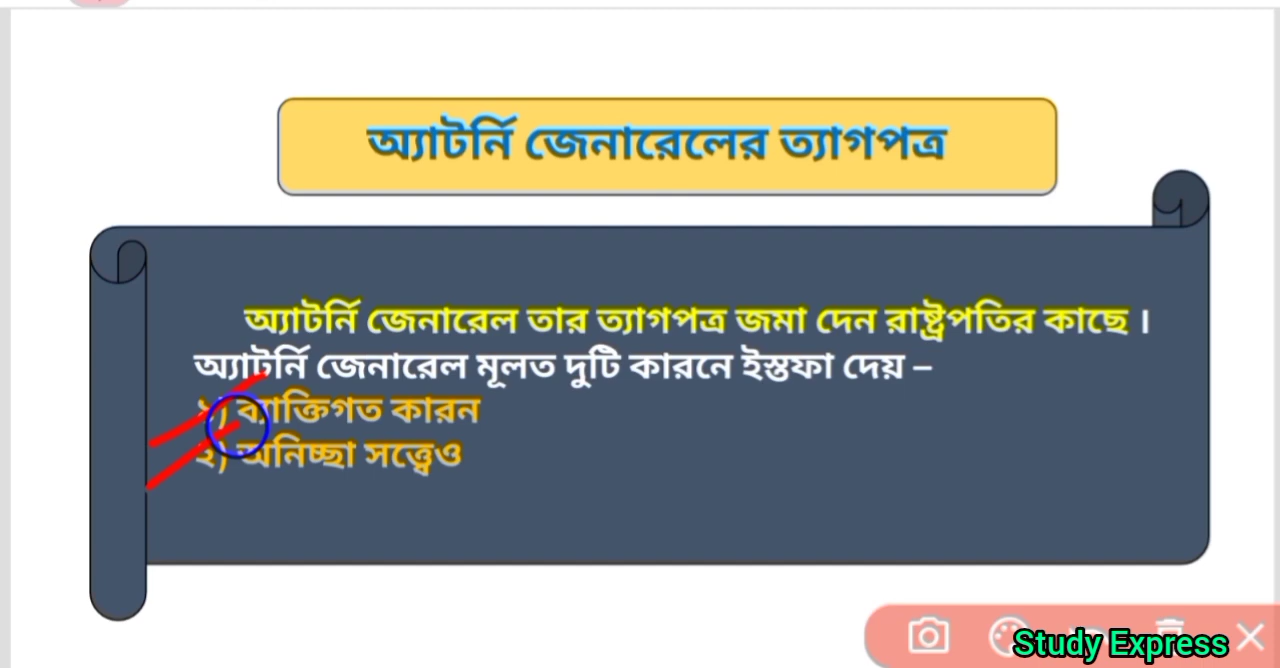 অ্যাটর্নি জেনারেলের ত্যাগপত্র
অ্যাটর্নি জেনারেল তার ত্যাগপত্র জমা দেন রাষ্ট্রপতির কাছে ।
অ্যাটর্নি জেনারেল মূলত দুটি কারনে ইস্তফা দেয় –
১) ব্যাক্তিগত কারন
২) অনিচ্ছা সত্ত্বেও
Study Express